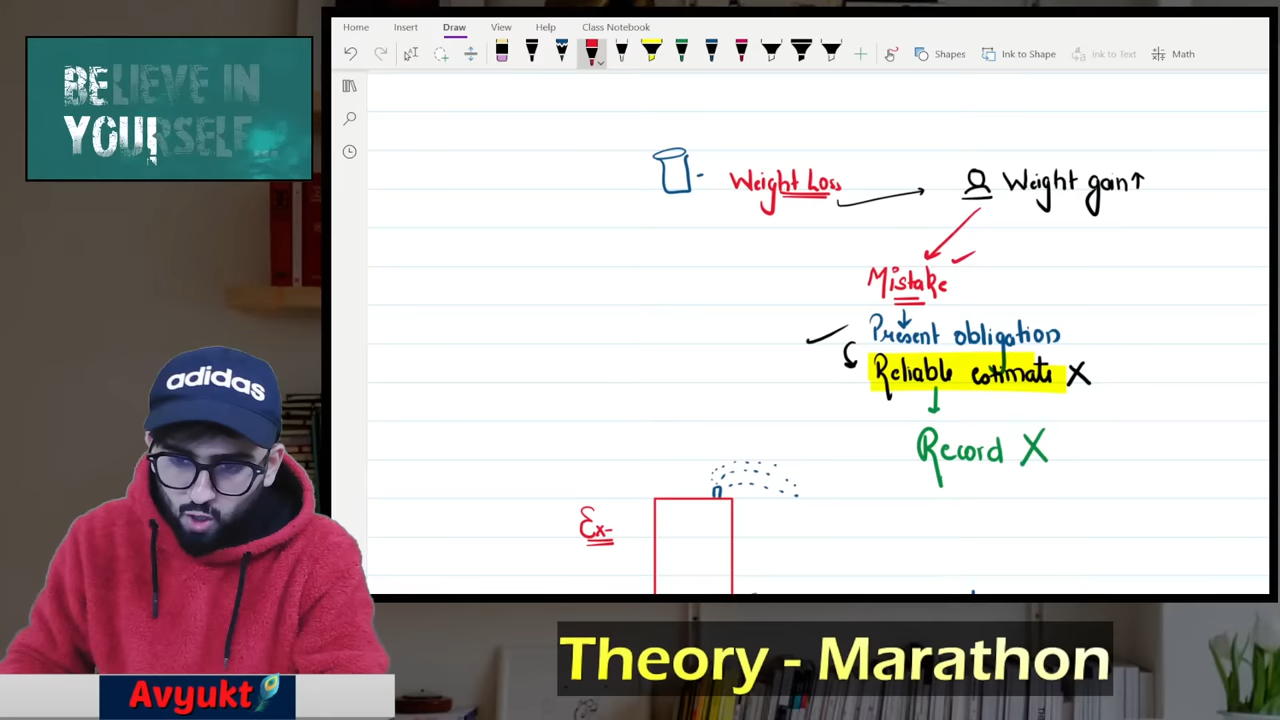 BELIEVE IN
YOURSELF...
Home Insert Draw View Help Class Notebook
Shapes Ink to Shape Ink to Text Math
Weight Loss
Weight gain↑
Mistake
Present obligation
Reliable estimate X
Record X
Ex-
adidas
Avyukt
Theory - Marathon